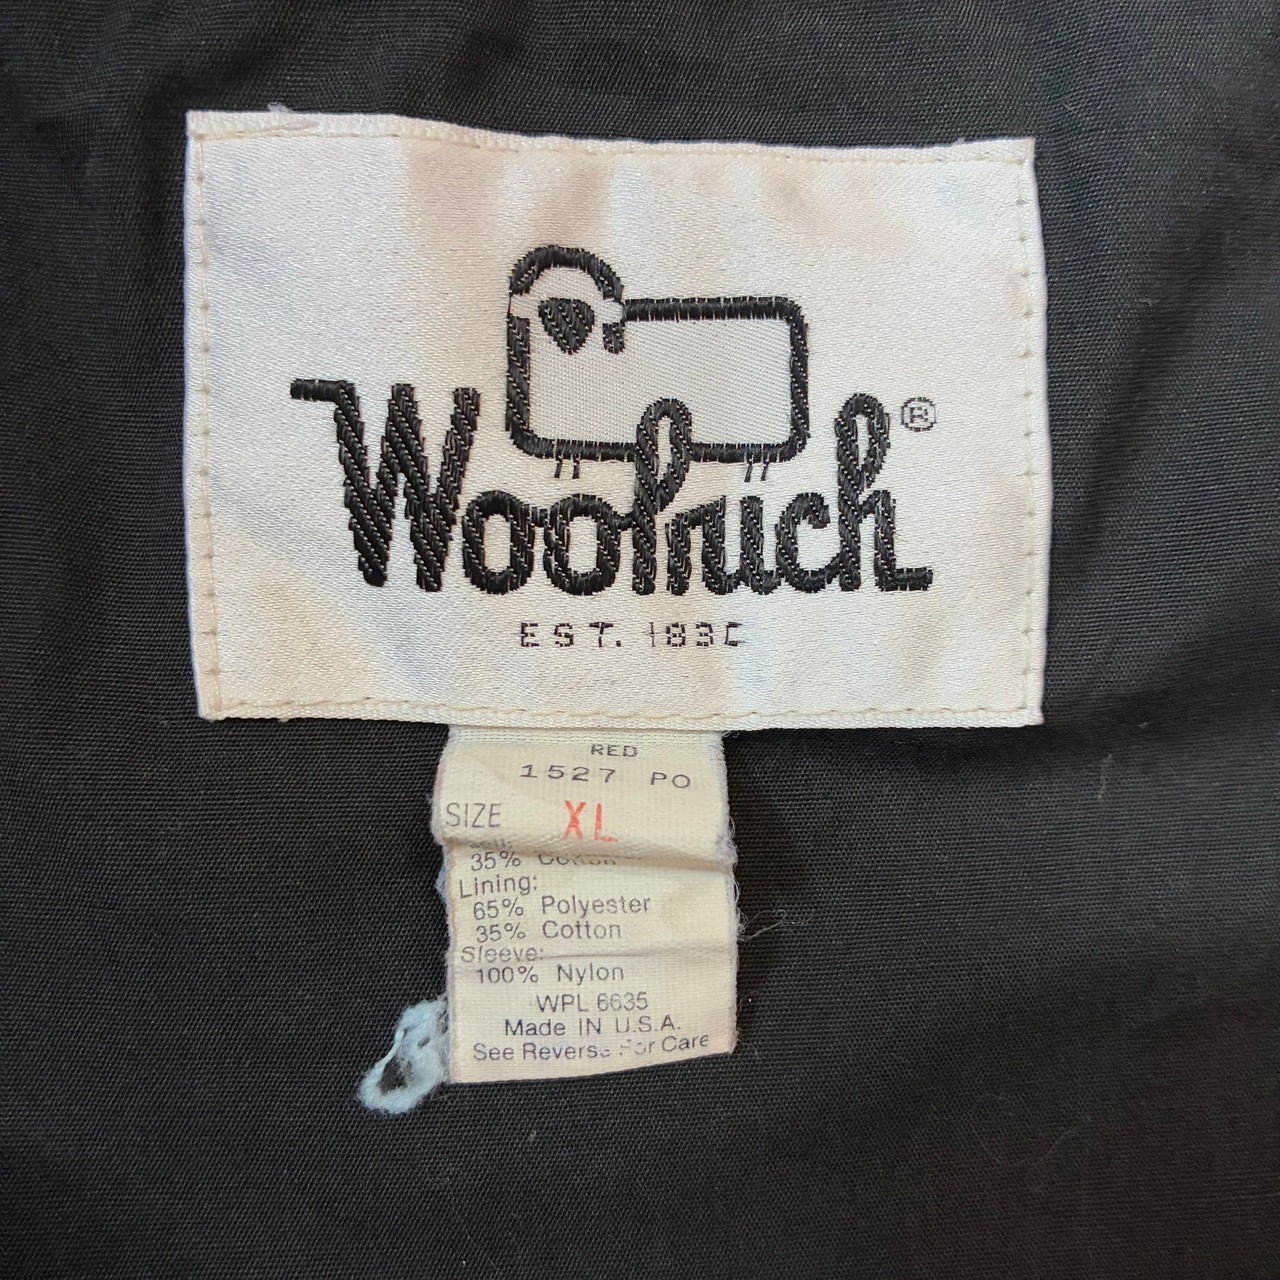 Woolrich®
EST. 1830
RED
1527 PO
SIZE XL
35% Cotton
Lining:
65% Polyester
35% Cotton
Sleeve:
100% Nylon
WPL 6635
Made IN U.S.A.
See Reverse For Care